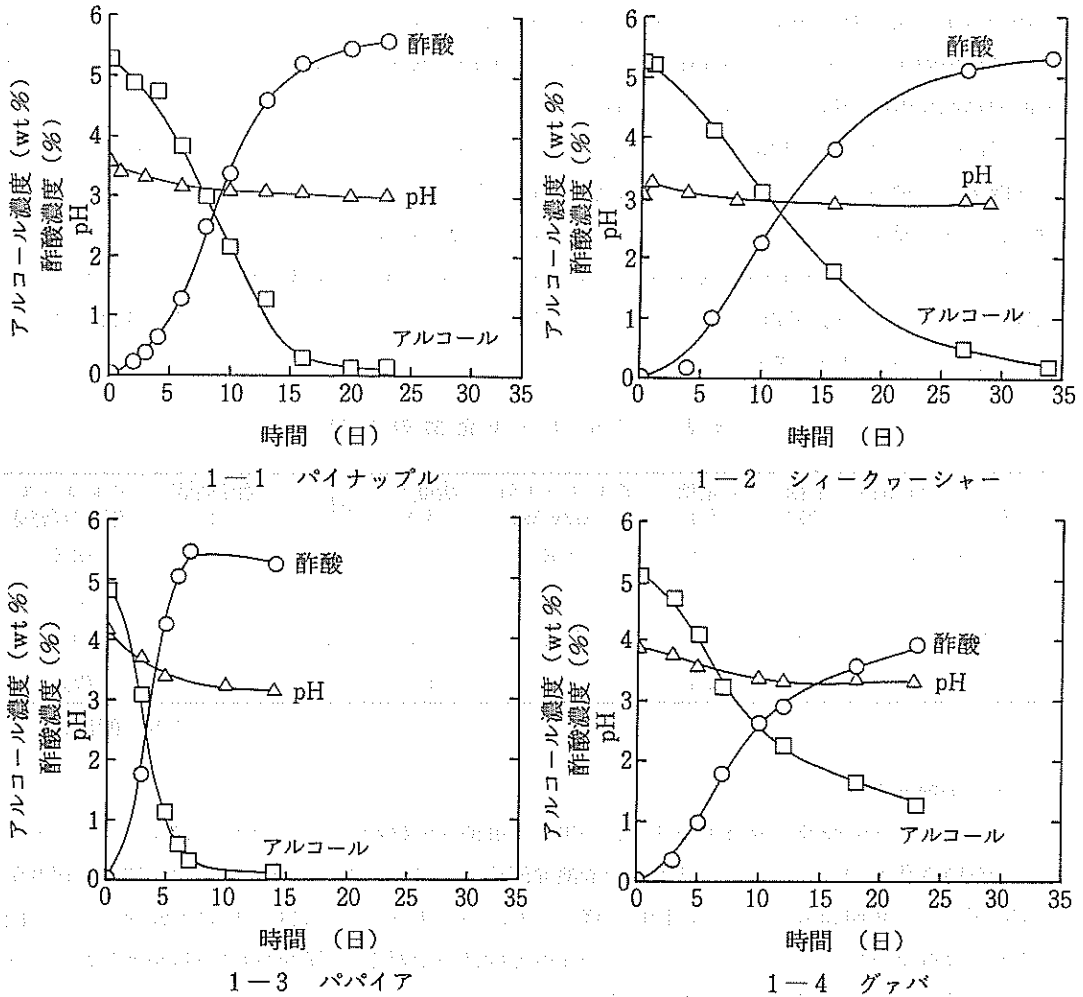 アルコール濃度 (wt%)
酢酸濃度 (%)
pH
6
5
4
3
2
1
0
酢酸
pH
アルコール
0 5 10 15 20 25 30 35
時間 (日)
1―1 パイナップル
アルコール濃度 (wt%)
酢酸濃度 (%)
pH
6
5
4
3
2
1
0
酢酸
pH
アルコール
0 5 10 15 20 25 30 35
時間 (日)
1―2 シィークヮーシャー
アルコール濃度 (wt%)
酢酸濃度 (%)
pH
6
5
4
3
2
1
0
酢酸
pH
アルコール
0 5 10 15 20 25 30 35
時間 (日)
1―3 パパイア
アルコール濃度 (wt%)
酢酸濃度 (%)
pH
6
5
4
3
2
1
0
酢酸
pH
アルコール
0 5 10 15 20 25 30 35
時間 (日)
1―4 グァバ